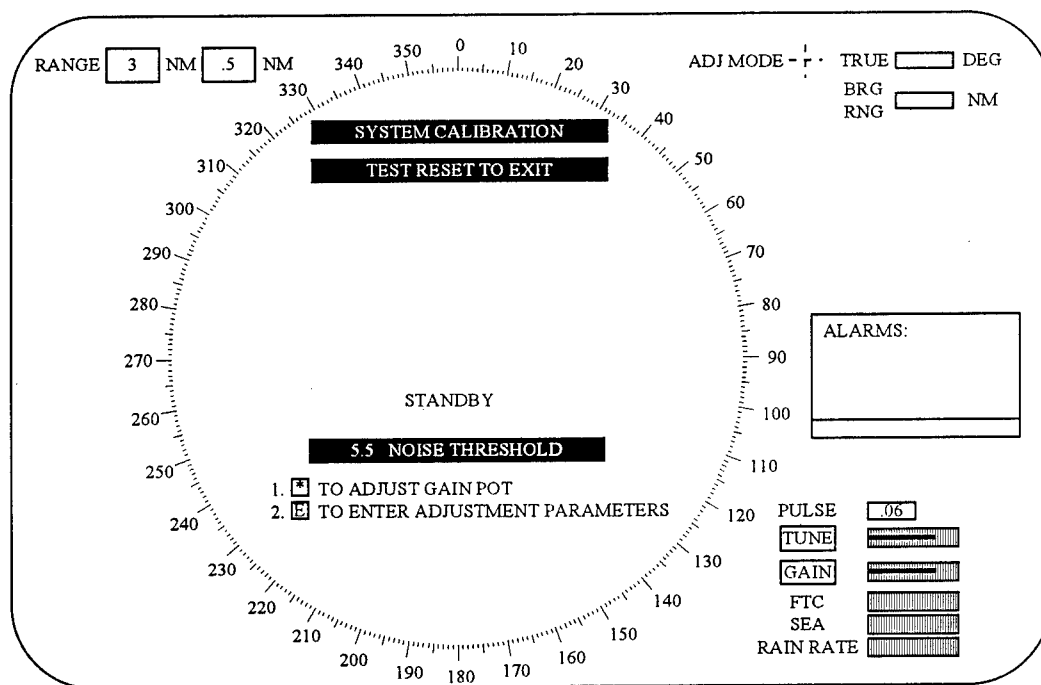 RANGE 3 NM .5 NM
ADJ MODE TRUE DEG
BRG
RNG NM
0
10
20
30
40
50
60
70
80
90
100
110
120
130
140
150
160
170
180
190
200
210
220
230
240
250
260
270
280
290
300
310
320
330
340
350
SYSTEM CALIBRATION
TEST RESET TO EXIT
ALARMS:
STANDBY
5.5 NOISE THRESHOLD
1. * TO ADJUST GAIN POT
2. E TO ENTER ADJUSTMENT PARAMETERS
PULSE .06
TUNE
GAIN
FTC
SEA
RAIN RATE